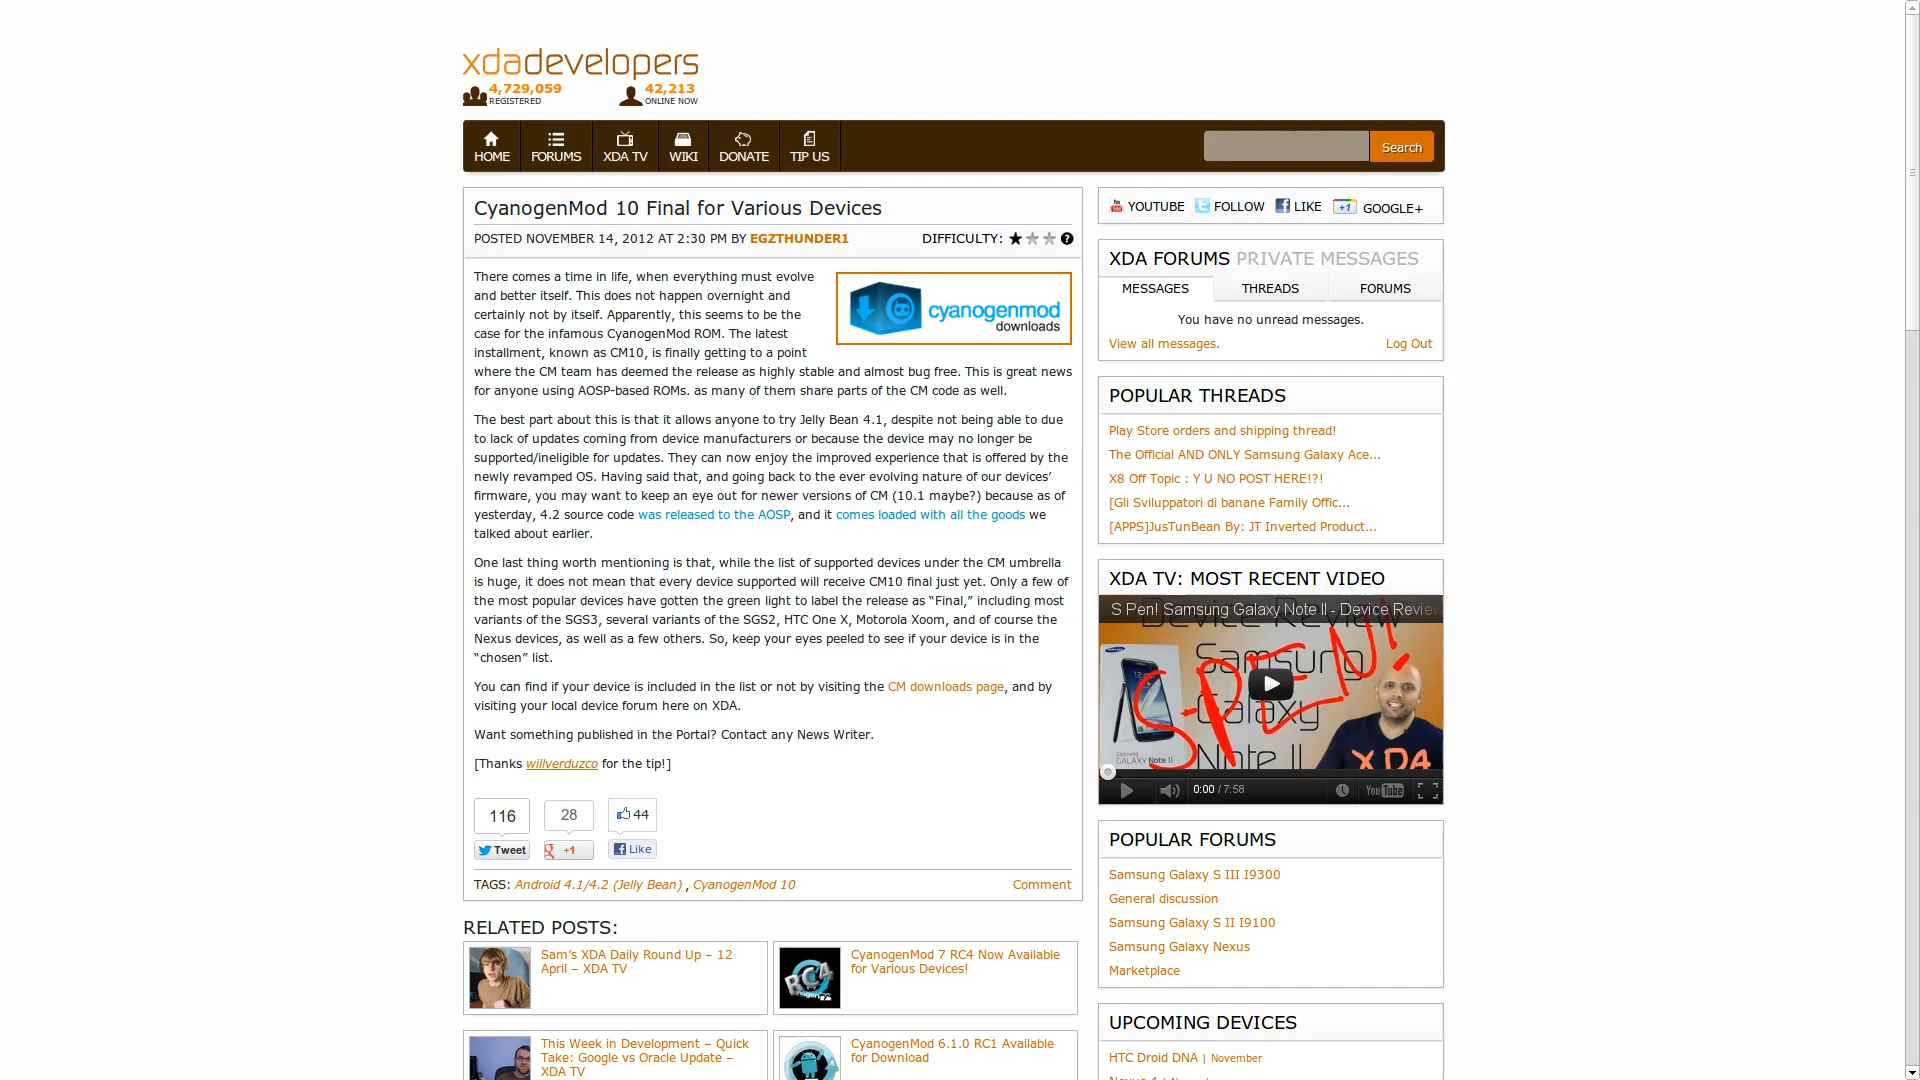 xdadevelopers
4,729,059
REGISTERED
42,213
ONLINE NOW
HOME
FORUMS
XDA TV
WIKI
DONATE
TIP US
Search
CyanogenMod 10 Final for Various Devices
POSTED NOVEMBER 14, 2012 AT 2:30 PM BY EGZTHUNDER1
DIFFICULTY:
There comes a time in life, when everything must evolve
and better itself. This does not happen overnight and
certainly not by itself. Apparently, this seems to be the
case for the infamous CyanogenMod ROM. The latest
installment, known as CM10, is finally getting to a point
where the CM team has deemed the release as highly stable and almost bug free. This is great news
for anyone using AOSP-based ROMs. as many of them share parts of the CM code as well.
cyanogenmod
downloads
The best part about this is that it allows anyone to try Jelly Bean 4.1, despite not being able to due
to lack of updates coming from device manufacturers or because the device may no longer be
supported/ineligible for updates. They can now enjoy the improved experience that is offered by the
newly revamped OS. Having said that, and going back to the ever evolving nature of our devices’
firmware, you may want to keep an eye out for newer versions of CM (10.1 maybe?) because as of
yesterday, 4.2 source code was released to the AOSP, and it comes loaded with all the goods we
talked about earlier.
One last thing worth mentioning is that, while the list of supported devices under the CM umbrella
is huge, it does not mean that every device supported will receive CM10 final just yet. Only a few of
the most popular devices have gotten the green light to label the release as “Final,” including most
variants of the SGS3, several variants of the SGS2, HTC One X, Motorola Xoom, and of course the
Nexus devices, as well as a few others. So, keep your eyes peeled to see if your device is in the
“chosen” list.
You can find if your device is included in the list or not by visiting the CM downloads page, and by
visiting your local device forum here on XDA.
Want something published in the Portal? Contact any News Writer.
[Thanks willverduzco for the tip!]
116
28
44
Tweet
+1
Like
TAGS: Android 4.1/4.2 (Jelly Bean) , CyanogenMod 10
Comment
RELATED POSTS:
Sam’s XDA Daily Round Up – 12
April – XDA TV
RC4
CyanogenMod 7 RC4 Now Available
for Various Devices!
This Week in Development – Quick
Take: Google vs Oracle Update –
XDA TV
CyanogenMod 6.1.0 RC1 Available
for Download
YOUTUBE
FOLLOW
LIKE
+1
GOOGLE+
XDA FORUMS PRIVATE MESSAGES
MESSAGES
THREADS
FORUMS
You have no unread messages.
View all messages.
Log Out
POPULAR THREADS
Play Store orders and shipping thread!
The Official AND ONLY Samsung Galaxy Ace...
X8 Off Topic : Y U NO POST HERE!?!
[Gli Sviluppatori di banane Family Offic...
[APPS]JusTunBean By: JT Inverted Product...
XDA TV: MOST RECENT VIDEO
S Pen! Samsung Galaxy Note II - Device Review
Device Review
Samsung
Galaxy
Note II
S-PEN!
SAMSUNG
GALAXY Note II
XDA
0:00 / 7:58
YouTube
POPULAR FORUMS
Samsung Galaxy S III I9300
General discussion
Samsung Galaxy S II I9100
Samsung Galaxy Nexus
Marketplace
UPCOMING DEVICES
HTC Droid DNA | November